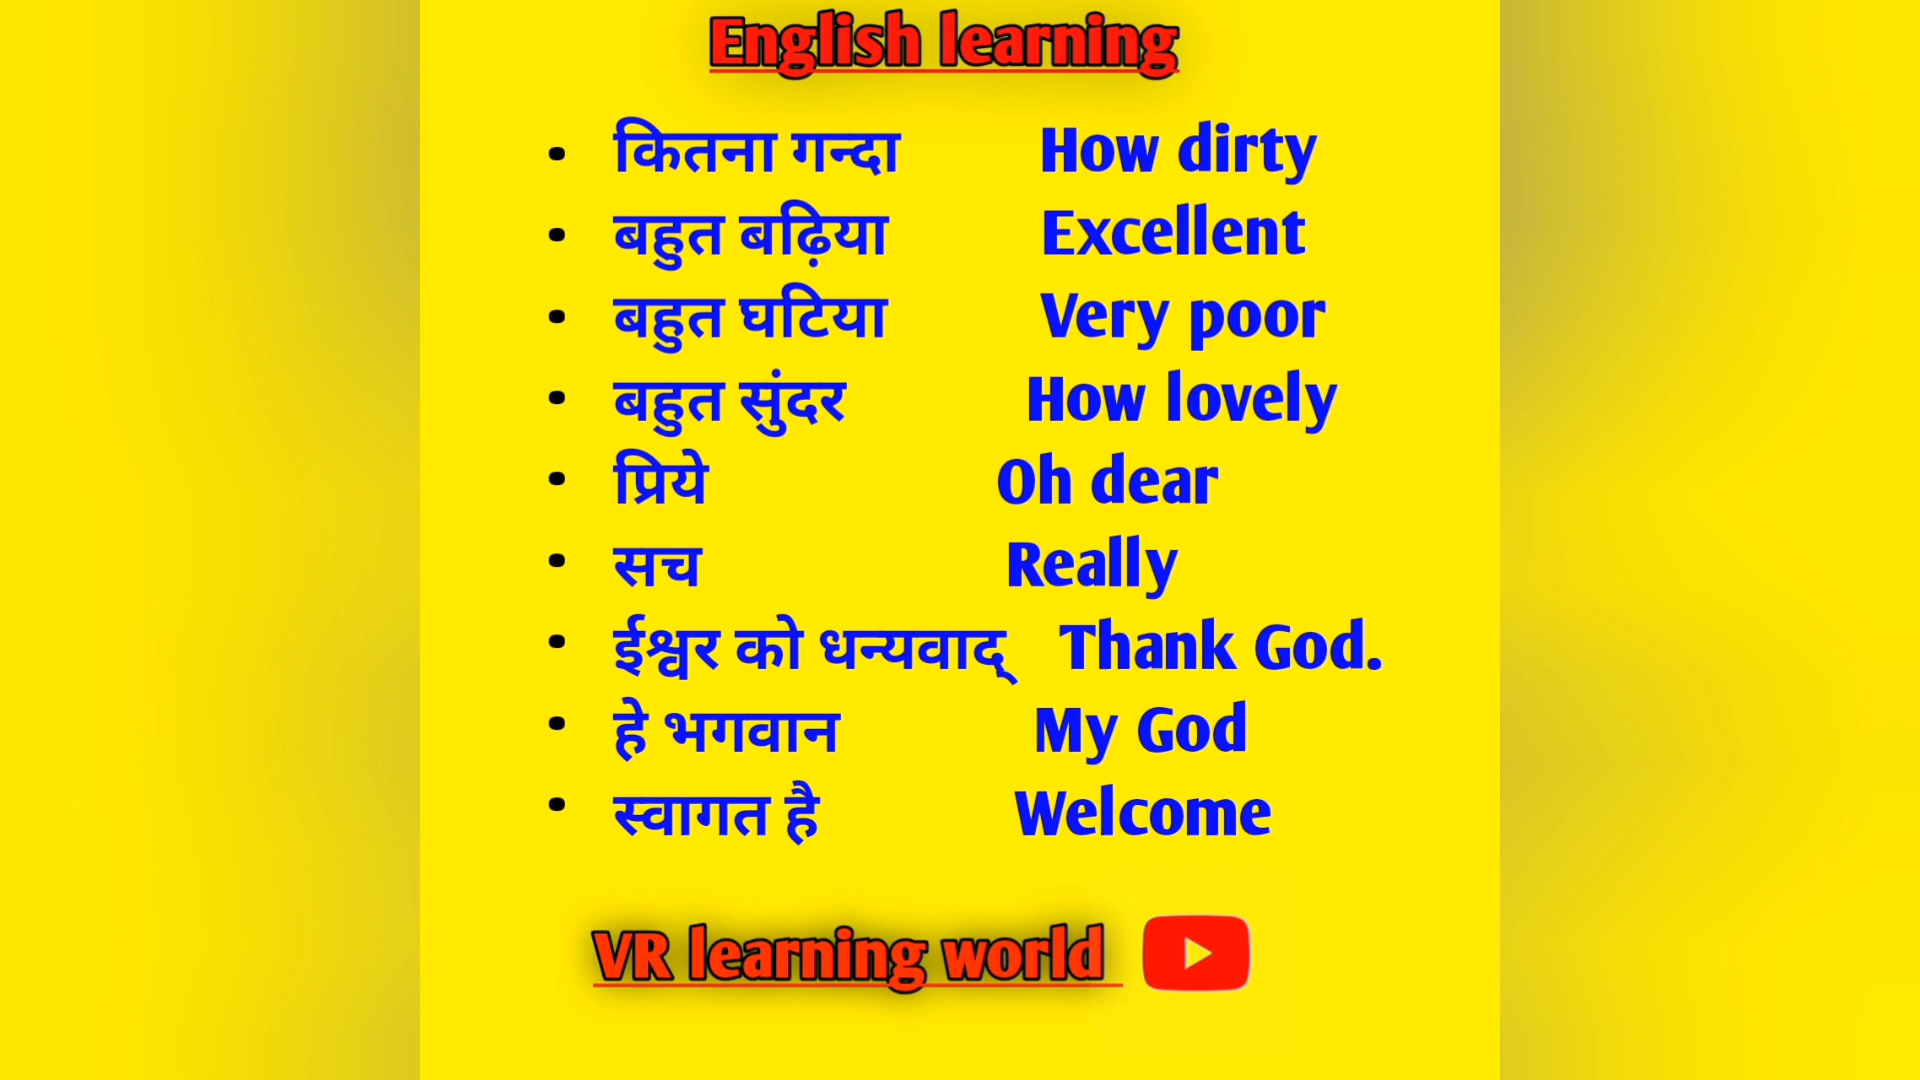 English learning
• कितना गन्दा How dirty
• बहुत बढ़िया Excellent
• बहुत घटिया Very poor
• बहुत सुंदर How lovely
• प्रिये Oh dear
• सच Really
• ईश्वर को धन्यवाद् Thank God.
• हे भगवान My God
• स्वागत है Welcome
VR learning world